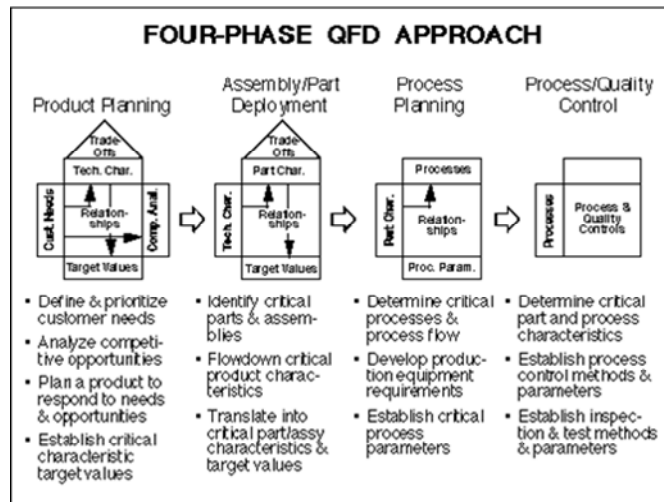 FOUR-PHASE QFD APPROACH
Product Planning
Assembly/Part
Deployment
Process
Planning
Process/Quality
Control
Trade-
Offs
Tech. Char.
Cust. Needs
Relation-
ships
Comp. Anal.
Target Values
Trade-
Offs
Part Char.
Tech. Char.
Relation-
ships
Target Values
Processes
Part Char.
Relation-
ships
Proc. Param.
Processes
Process &
Quality
Controls
• Define & prioritize
customer needs
• Analyze competi-
tive opportunities
• Plan a product to
respond to needs
& opportunities
• Establish critical
characteristic
target values
• Identify critical
parts & assem-
blies
• Flowdown critical
product charac-
teristics
• Translate into
critical part/assy
characteristics &
target values
• Determine critical
processes &
process flow
• Develop produc-
tion equipment
requirements
• Establish critical
process
parameters
• Determine critical
part and process
characteristics
• Establish process
control methods &
parameters
• Establish inspec-
tion & test methods
& parameters